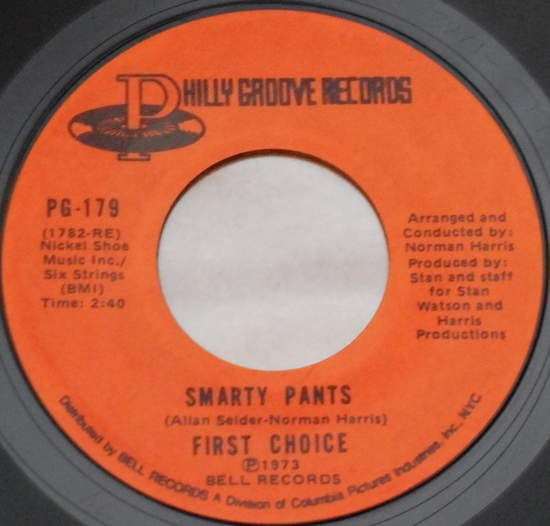 PHILLY GROOVE RECORDS
PG-179
(1782-RE)
Nickel Shoe
Music Inc./
Six Strings
(BMI)
Time: 2:40
Arranged and
Conducted by:
Norman Harris
Produced by:
Stan and staff
for Stan
Watson and
Harris
Productions
SMARTY PANTS
(Allan Selder-Norman Harris)
FIRST CHOICE
Ⓟ1973
BELL RECORDS
Distributed by BELL RECORDS A Division of Columbia Pictures Industries, Inc., NYC